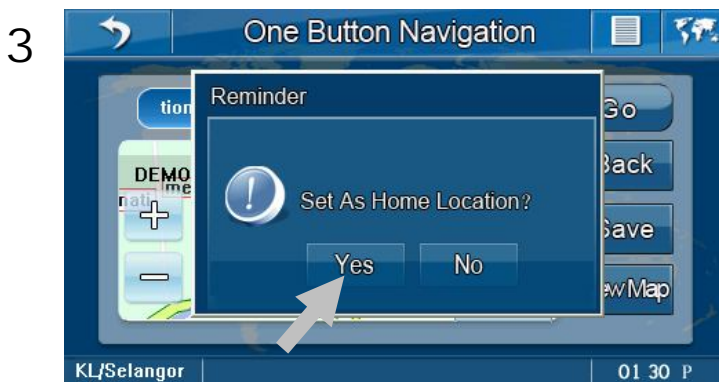 3
One Button Navigation
Reminder
tion
Go
DEMO
Back
Set As Home Location?
Save
Yes No
KL/Selangor
01 30 P